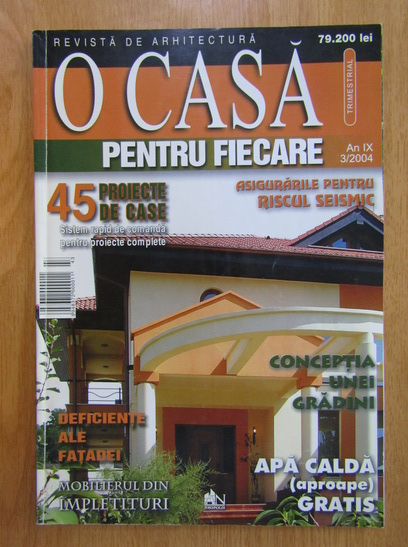 REVISTĂ DE ARHITECTURĂ
79.200 lei
O CASĂ
TRIMESTRIAL
PENTRU FIECARE
An IX
3/2004
45 PROIECTE
DE CASE
Sistem rapid de comandă
pentru proiecte complete
ASIGURĂRILE PENTRU
RISCUL SEISMIC
CONCEPȚIA
UNEI
GRĂDINI
DEFICIENȚE
ALE
FAȚADEI
MOBILIERUL DIN
ÎMPLETITURI
APĂ CALDĂ
(aproape)
GRATIS